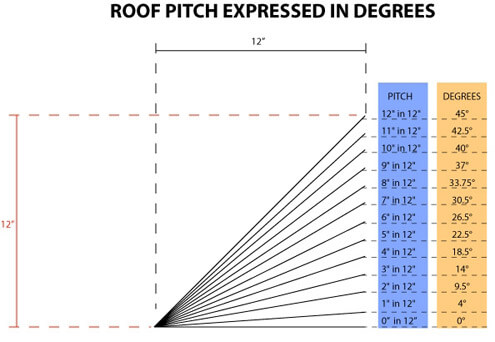 ROOF PITCH EXPRESSED IN DEGREES
12"
PITCH DEGREES
12" in 12" 45°
11" in 12" 42.5°
10" in 12" 40°
9" in 12" 37°
8" in 12" 33.75°
7" in 12" 30.5°
12"
6" in 12" 26.5°
5" in 12" 22.5°
4" in 12" 18.5°
3" in 12" 14°
2" in 12" 9.5°
1" in 12" 4°
0" in 12" 0°